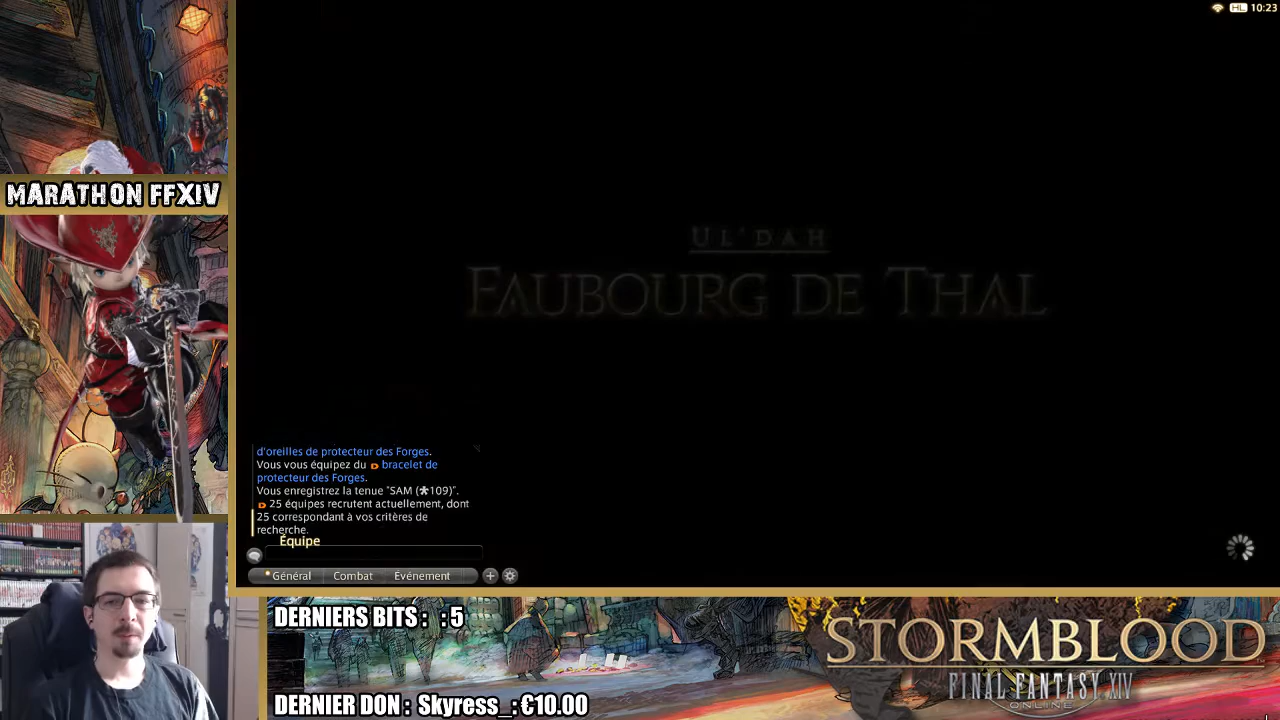 HL 10:23
MARATHON FFXIV
UL'DAH
FAUBOURG DE THAL
d'oreilles de protecteur des Forges.
Vous vous équipez du bracelet de
protecteur des Forges.
Vous enregistrez la tenue "SAM (109)".
25 équipes recrutent actuellement, dont
25 correspondant à vos critères de
recherche.
Équipe
Général Combat Événement
DERNIERS BITS : : 5
DERNIER DON : Skyress_: €10.00
STORMBLOOD
FINAL FANTASY XIV
ONLINE